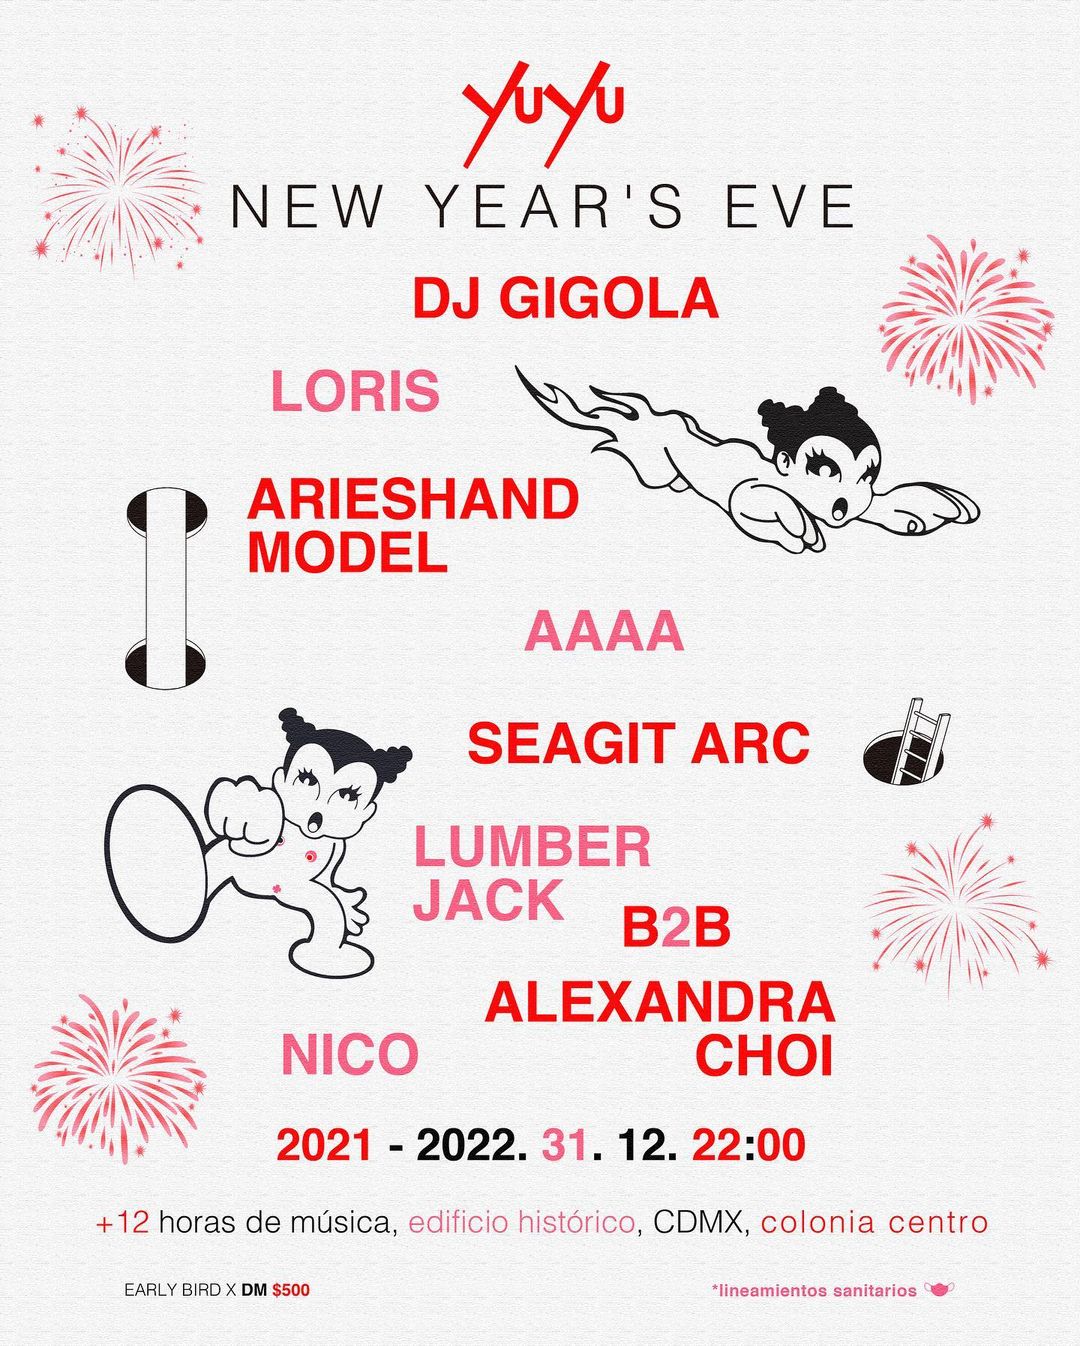 YUYU
NEW YEAR'S EVE
DJ GIGOLA
LORIS
ARIESHAND
MODEL
AAAA
SEAGIT ARC
LUMBER
JACK
B2B
ALEXANDRA
CHOI
NICO
2021 - 2022. 31. 12. 22:00
+12 horas de música, edificio histórico, CDMX, colonia centro
EARLY BIRD X DM $500
*lineamientos sanitarios